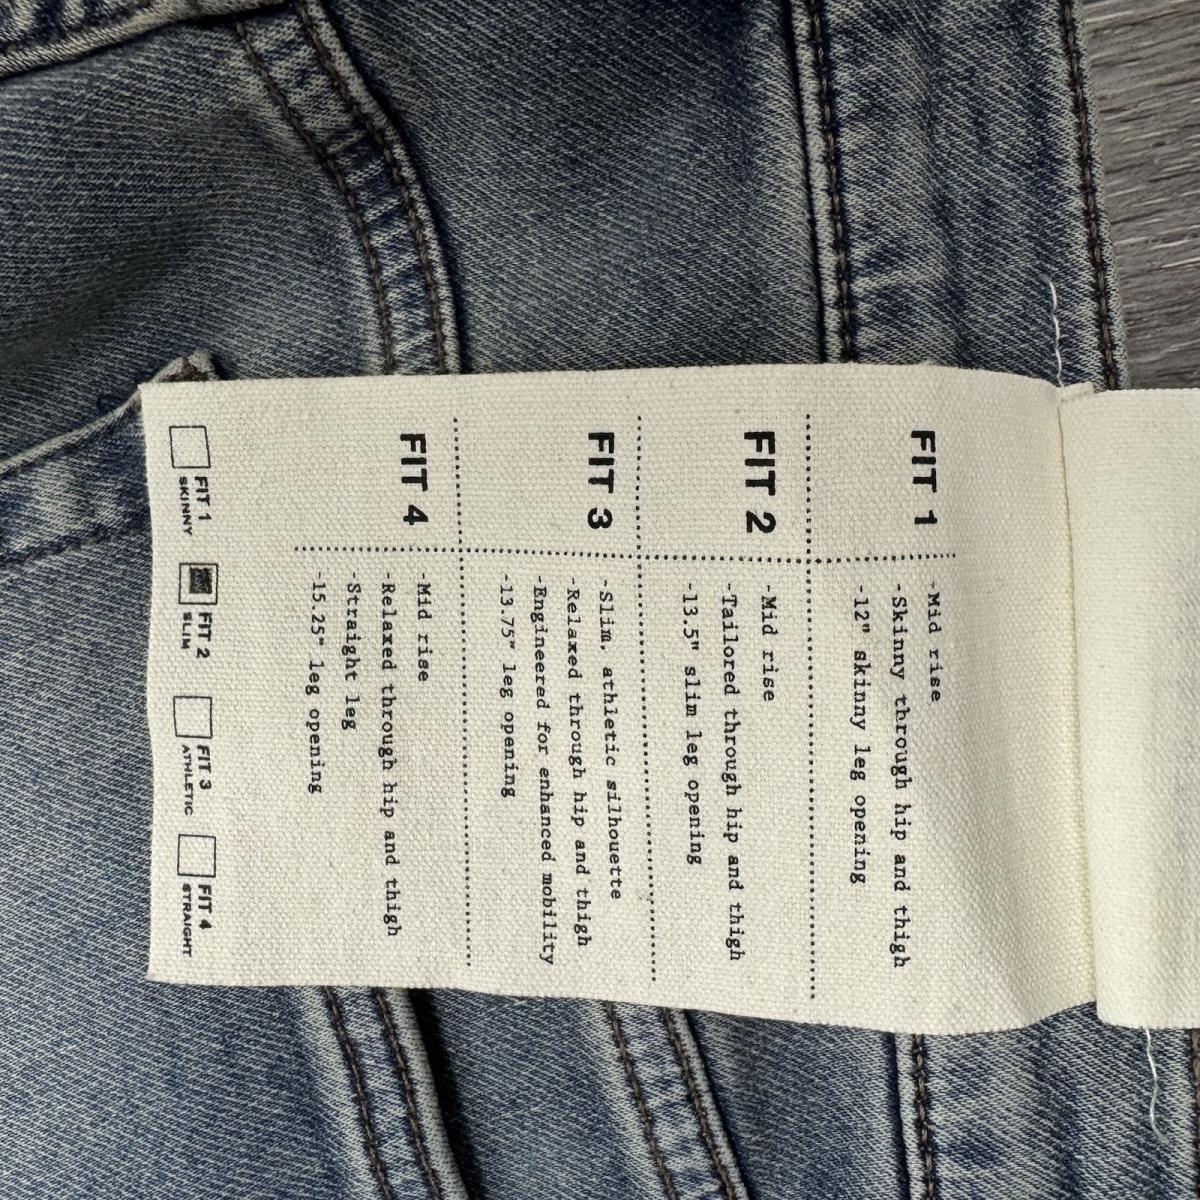 FIT 1
-Mid rise
-Skinny through hip and thigh
-12" skinny leg opening
FIT 2
-Mid rise
-Tailored through hip and thigh
-13.5" slim leg opening
FIT 3
-Slim, athletic silhouette
-Relaxed through hip and thigh
-Engineered for enhanced mobility
-13.75" leg opening
FIT 4
-Mid rise
-Relaxed through hip and thigh
-Straight leg
-15.25" leg opening
FIT 1
SKINNY
FIT 2
SLIM
FIT 3
ATHLETIC
FIT 4
STRAIGHT